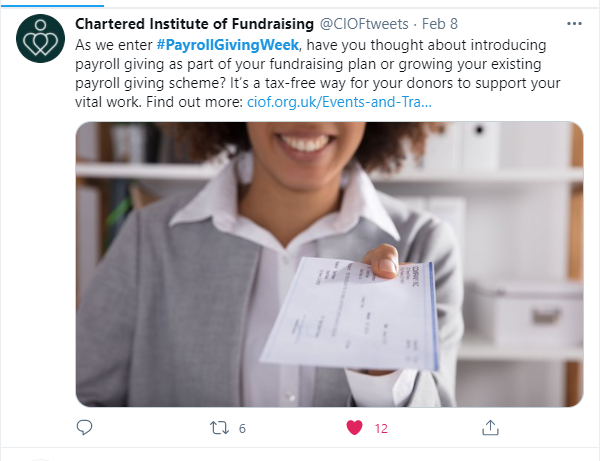 Chartered Institute of Fundraising @CIOFtweets · Feb 8
As we enter #PayrollGivingWeek, have you thought about introducing
payroll giving as part of your fundraising plan or growing your existing
payroll giving scheme? It's a tax-free way for your donors to support your
vital work. Find out more: ciof.org.uk/Events-and-Tra...
6 12